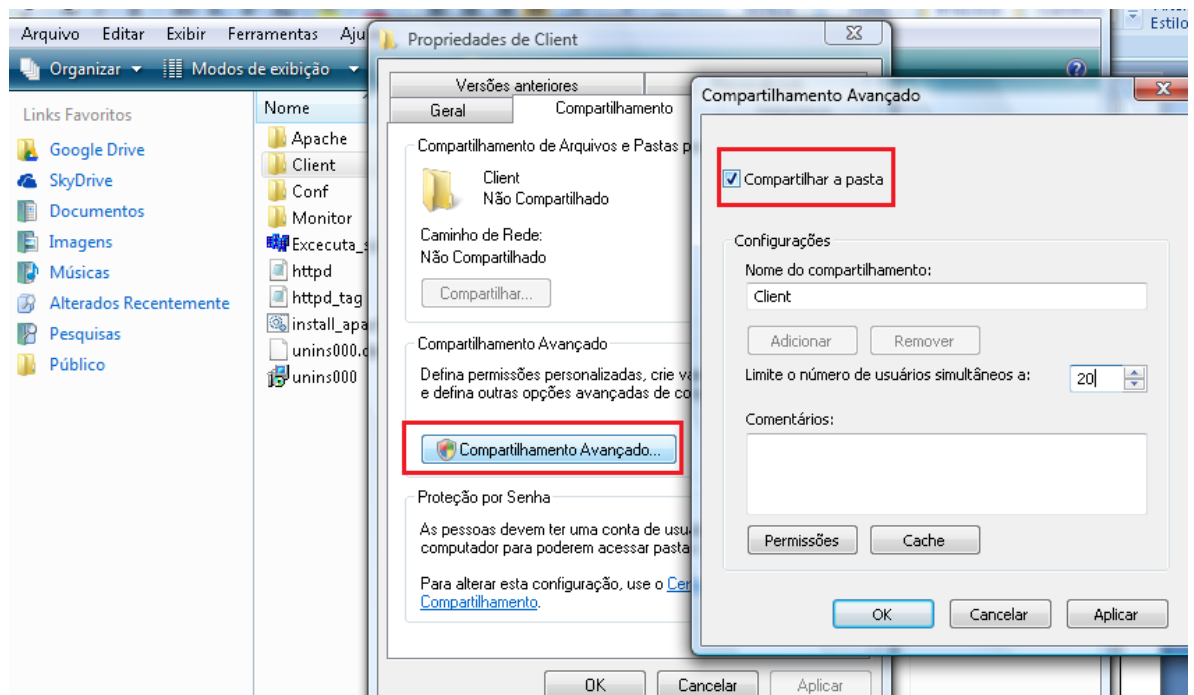 Arquivo Editar Exibir Ferramentas
Estilo
Organizar Modos de exibição
Links Favoritos
Google Drive
SkyDrive
Documentos
Imagens
Músicas
Alterados Recentemente
Pesquisas
Público
Nome
Apache
Client
Conf
Monitor
httpd
httpd_tag
unins000
Propriedades de Client
Versões anteriores
Geral Compartilhamento
Compartilhamento de Arquivos e Pastas
Client
Não Compartilhado
Caminho de Rede:
Não Compartilhado
Compartilhar...
Compartilhamento Avançado
Defina permissões personalizadas, crie
e defina outras opções avançadas de
Compartilhamento Avançado...
Proteção por Senha
As pessoas devem ter uma conta de
computador para poderem acessar
Para alterar esta configuração, use o
Compartilhamento.
OK Cancelar Aplicar
Compartilhamento Avançado
Compartilhar a pasta
Configurações
Nome do compartilhamento:
Client
Adicionar Remover
Limite o número de usuários simultâneos a: 20
Comentários:
Permissões Cache
OK Cancelar Aplicar